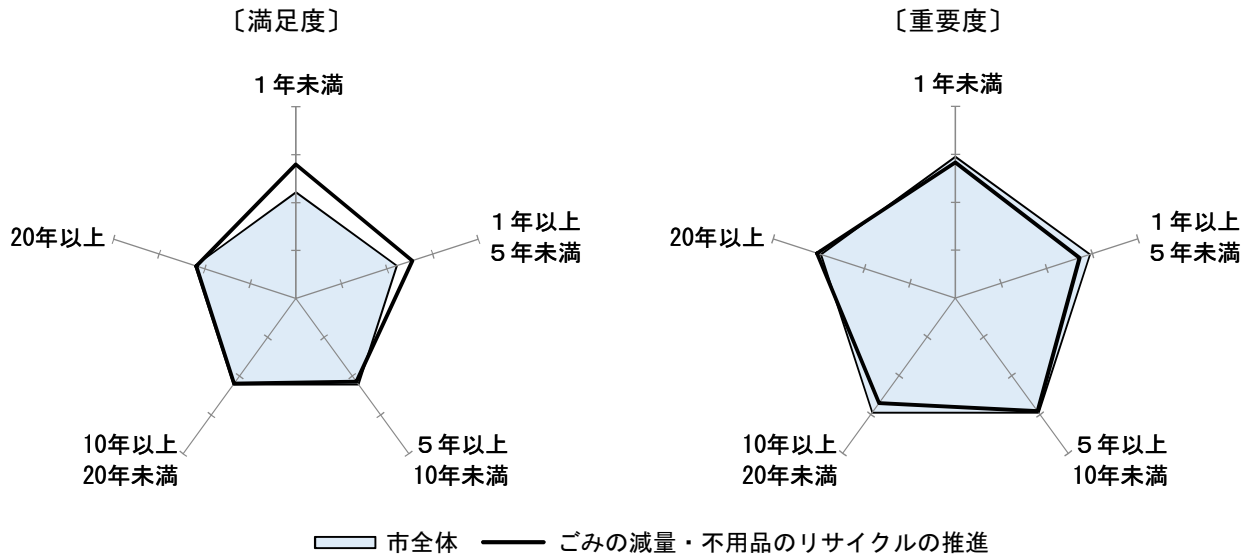 〔満足度〕
１年未満
１年以上
５年未満
５年以上
10年未満
10年以上
20年未満
20年以上
〔重要度〕
１年未満
１年以上
５年未満
５年以上
10年未満
10年以上
20年未満
20年以上
市全体
ごみの減量・不用品のリサイクルの推進